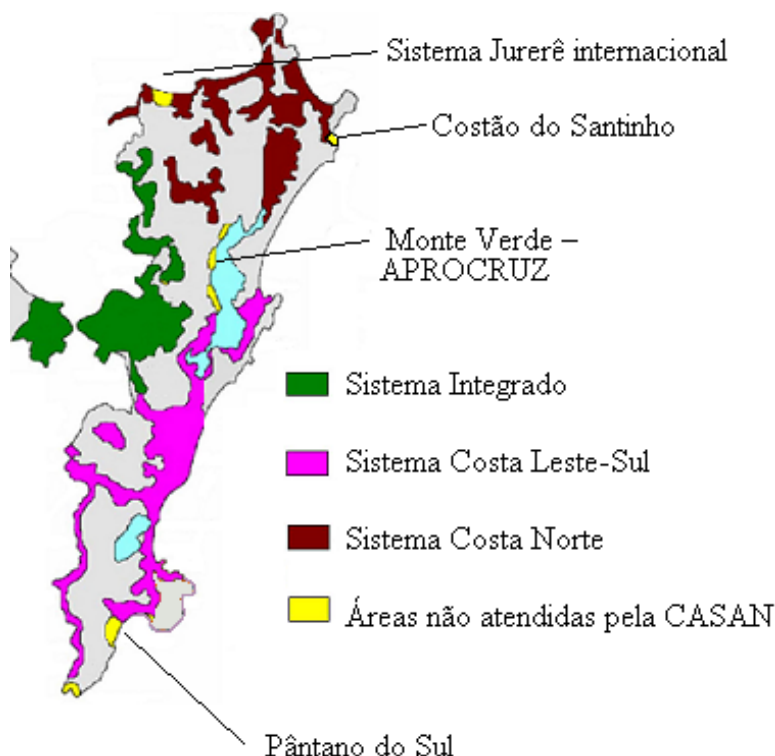 Sistema Jurerê internacional
Costão do Santinho
Monte Verde –
APROCRUZ
Sistema Integrado
Sistema Costa Leste-Sul
Sistema Costa Norte
Áreas não atendidas pela CASAN
Pântano do Sul